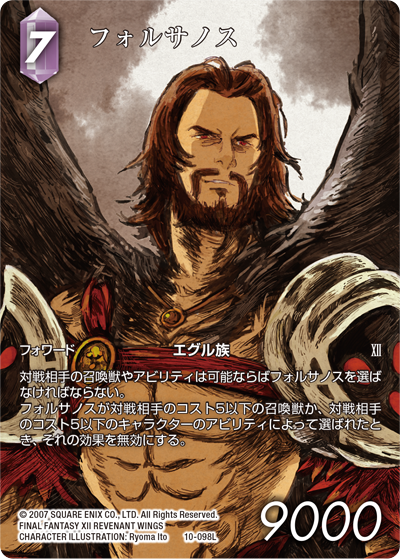 7
フォルサノス
フォワード
エグル族
XII
対戦相手の召喚獣やアビリティは可能ならばフォルサノスを選ば
なければならない。
フォルサノスが対戦相手のコスト5以下の召喚獣か、対戦相手
のコスト5以下のキャラクターのアビリティによって選ばれたと
き、それの効果を無効にする。
© 2007 SQUARE ENIX CO., LTD. All Rights Reserved.
FINAL FANTASY XII REVENANT WINGS
CHARACTER ILLUSTRATION: Ryoma Ito
10-098L
9000